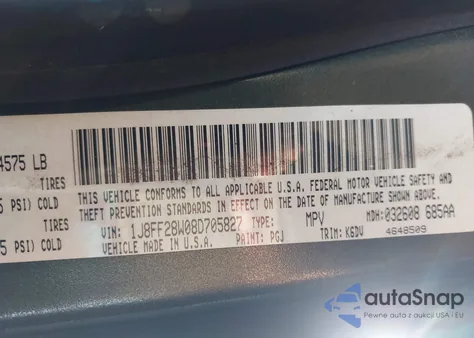 4575 LB
TIRES
5 PSI) COLD
TIRES
5 PSI) COLD
THIS VEHICLE CONFORMS TO ALL APPLICABLE U.S.A. FEDERAL MOTOR VEHICLE SAFETY AND
THEFT PREVENTION STANDARDS IN EFFECT ON THE DATE OF MANUFACTURE SHOWN ABOVE.
VIN: 1J8FF28W08D705827 TYPE: MPV MDH: 032608 685AA
VEHICLE MADE IN U.S.A. PAINT: PGJ TRIM: K6DV 4648509
autoSnap
Pewne auta z aukcji USA i EU